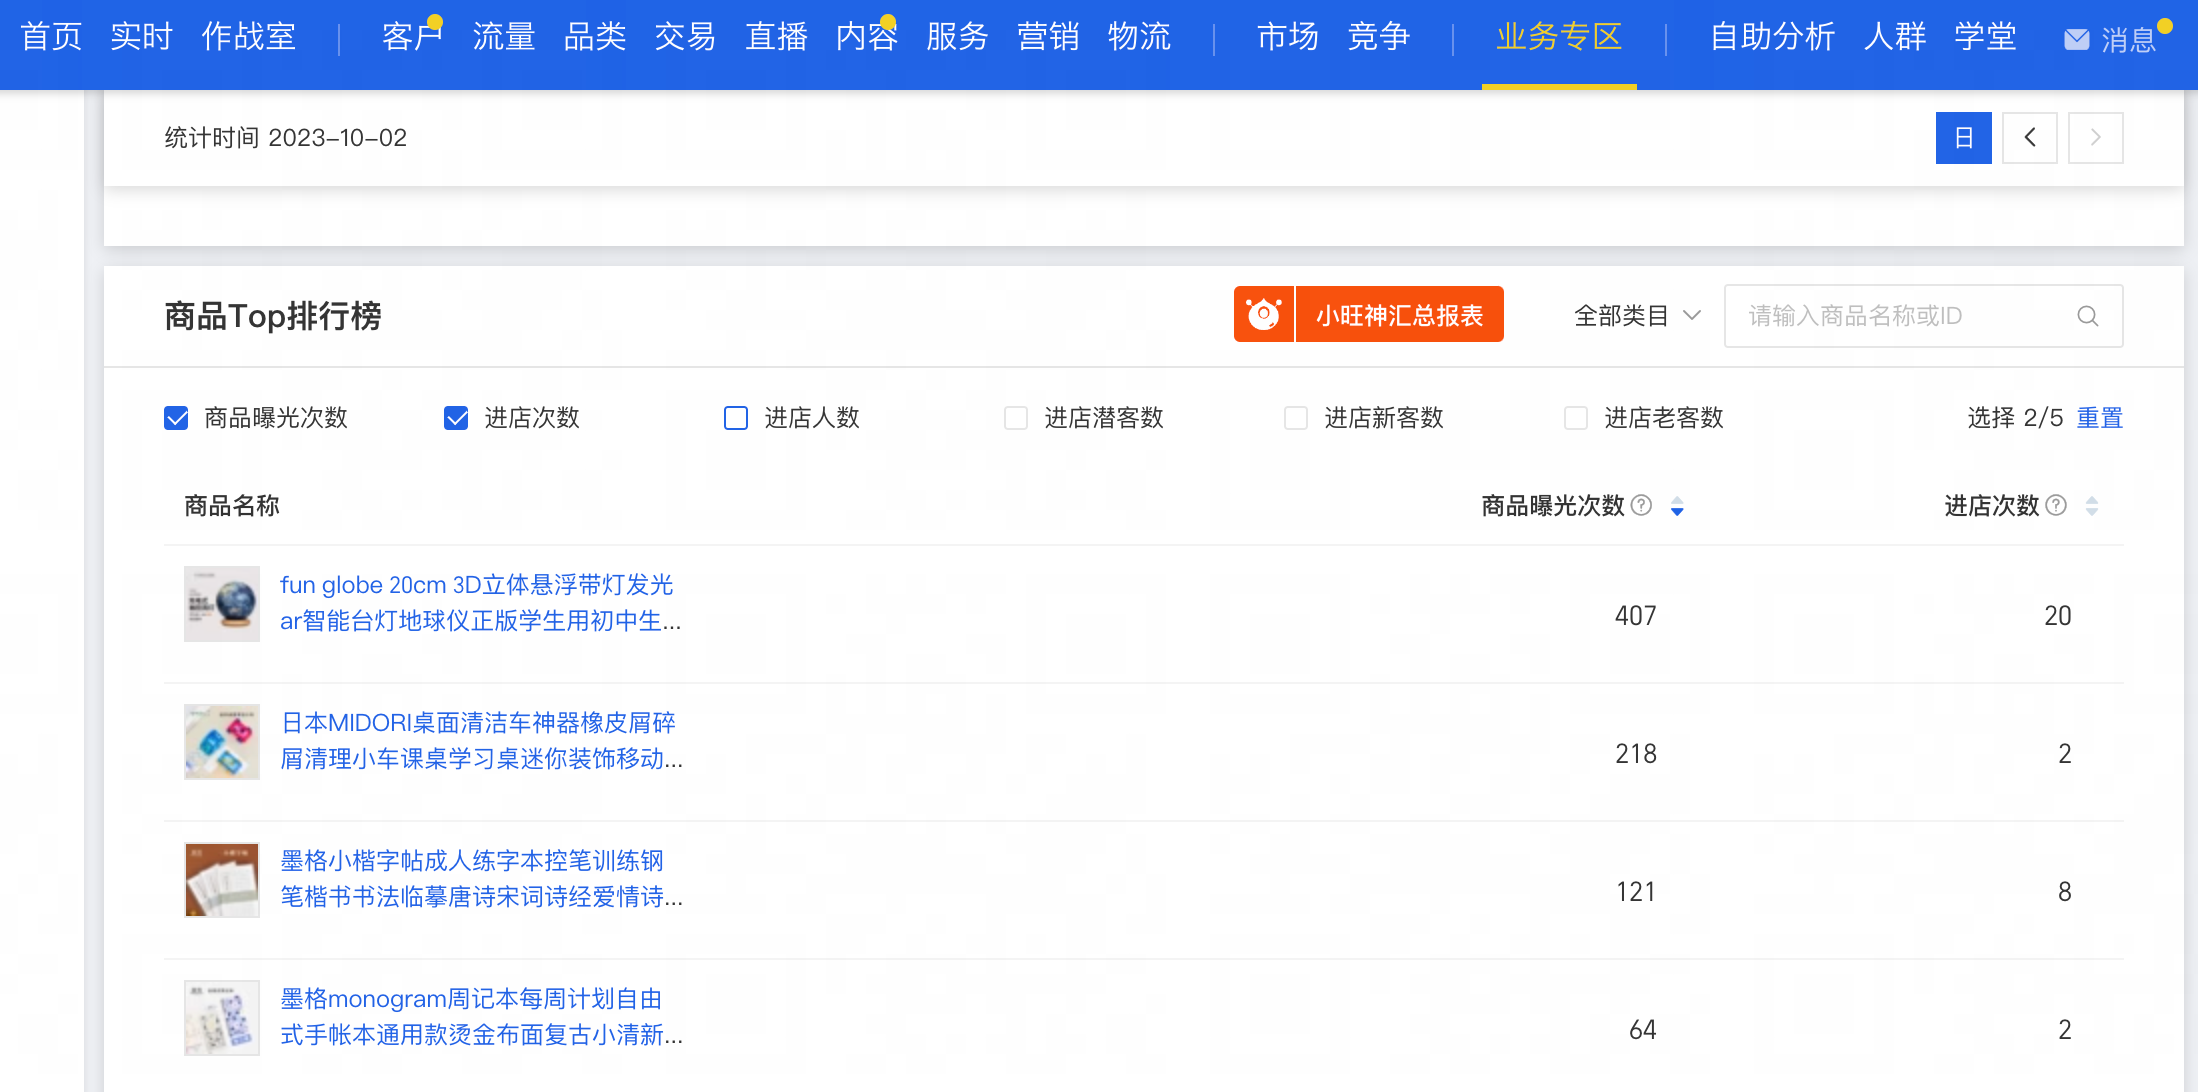 首页 实时 作战室 客户 流量 品类 交易 直播 内容 服务 营销 物流 市场 竞争 业务专区 自助分析 人群 学堂 消息
统计时间 2023-10-02 日
商品Top排行榜 小旺神汇总报表 全部类目 请输入商品名称或ID
商品曝光次数 进店次数 进店人数 进店潜客数 进店新客数 进店老客数 选择 2/5 重置
商品名称 商品曝光次数 进店次数
fun globe 20cm 3D立体悬浮带灯发光
ar智能台灯地球仪正版学生用初中生...
407 20
日本MIDORI桌面清洁车神器橡皮屑碎
屑清理小车课桌学习桌迷你装饰移动...
218 2
墨格小楷字帖成人练字本控笔训练钢
笔楷书书法临摹唐诗宋词诗经爱情诗...
121 8
墨格monogram周记本每周计划自由
式手帐本通用款烫金布面复古小清新...
64 2